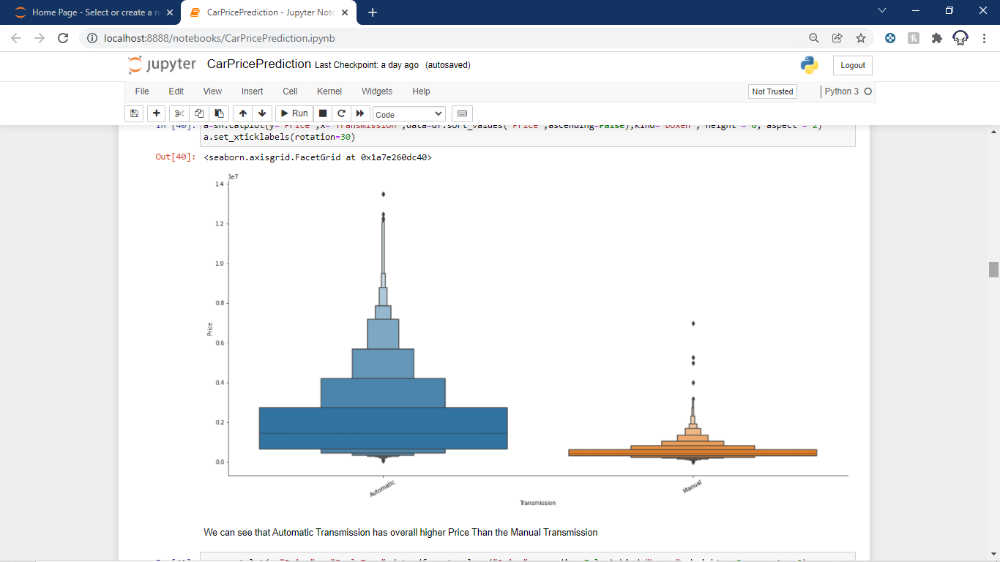 Home Page - Select or create a n
CarPricePrediction - Jupyter Note
localhost:8888/notebooks/CarPricePrediction.ipynb
jupyter CarPricePrediction Last Checkpoint: a day ago (autosaved)
Logout
File Edit View Insert Cell Kernel Widgets Help
Not Trusted
Python 3
Run
Code
In [40]: a=sn.catplot(y="Price",x="Transmission",data=df.sort_values("Price",ascending=False),kind="boxen", height = 8, aspect = 2)
a.set_xticklabels(rotation=30)
Out[40]: <seaborn.axisgrid.FacetGrid at 0x1a7e260dc40>
1e7
1.4
1.2
1.0
0.8
0.6
0.4
0.2
0.0
Price
Automatic
Manual
Transmission
We can see that Automatic Transmission has overall higher Price Than the Manual Transmission